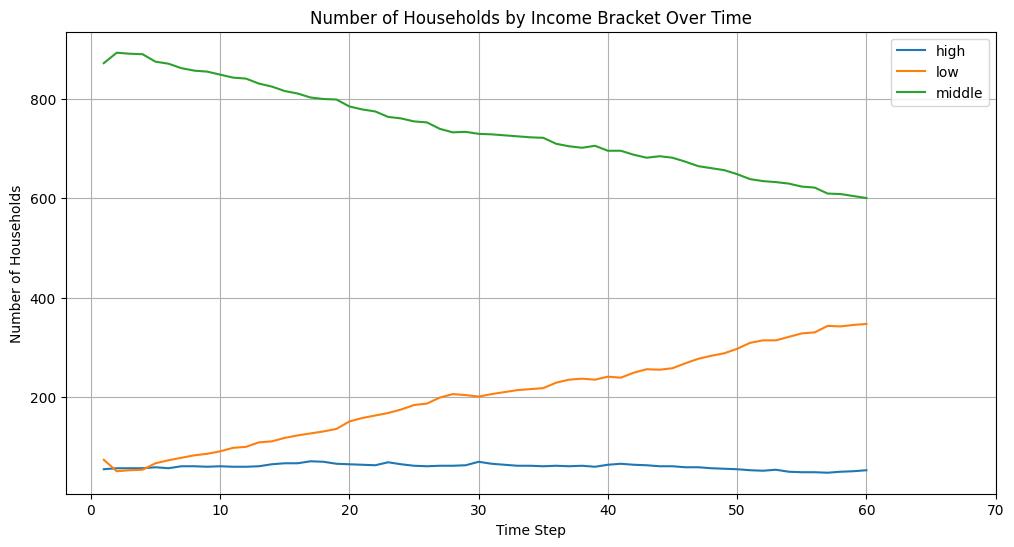 Number of Households by Income Bracket Over Time
high
low
middle
Number of Households
800
600
400
200
0 10 20 30 40 50 60 70
Time Step